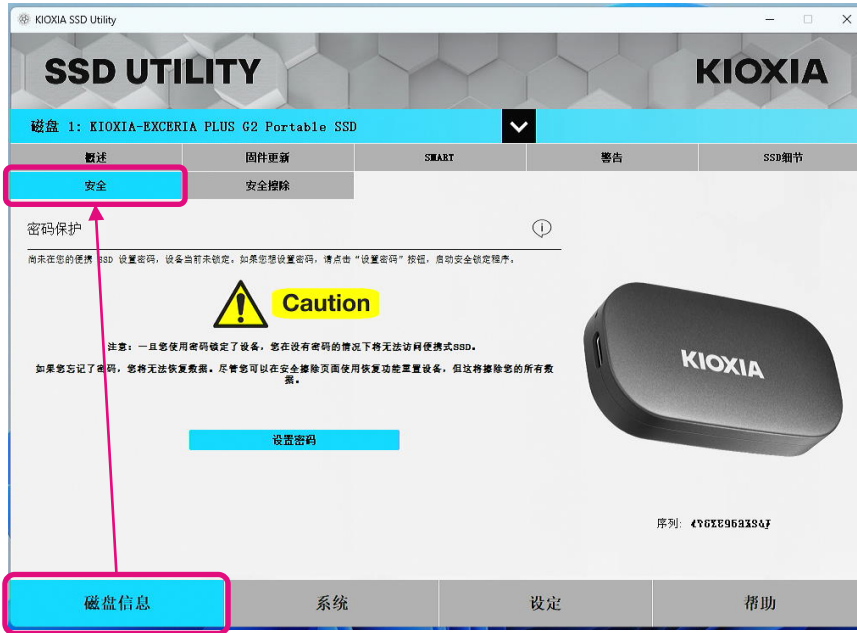 KIOXIA SSD Utility
SSD UTILITY
KIOXIA
磁盘 1: KIOXIA-EXCERIA PLUS G2 Portable SSD
概述
固件更新
SMART
警告
SSD细节
安全
安全擦除
密码保护
尚未在您的便携 SSD 设置密码，设备当前未锁定。如果您想设置密码，请点击“设置密码”按钮，启动安全锁定程序。
Caution
注意：一旦您使用密码锁定了设备，您在没有密码的情况下将无法访问便携式SSD。
如果您忘记了密码，您将无法恢复数据。尽管您可以在安全擦除页面使用恢复功能重置设备，但这将擦除您的所有数
据。
设置密码
KIOXIA
序列:
磁盘信息
系统
设定
帮助